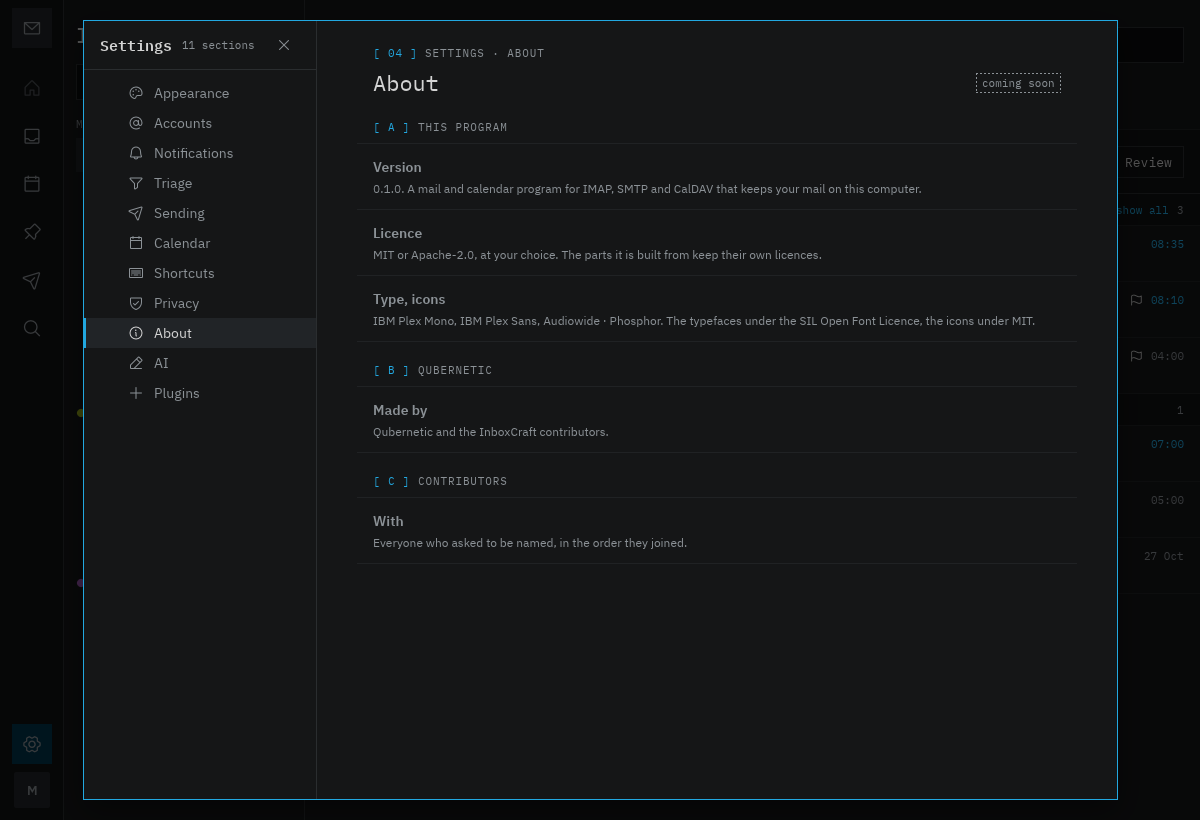 Settings 11 sections
Appearance
Accounts
Notifications
Triage
Sending
Calendar
Shortcuts
Privacy
About
AI
Plugins
[ 04 ] SETTINGS · ABOUT
About
coming soon
[ A ] THIS PROGRAM
Version
0.1.0. A mail and calendar program for IMAP, SMTP and CalDAV that keeps your mail on this computer.
Licence
MIT or Apache-2.0, at your choice. The parts it is built from keep their own licences.
Type, icons
IBM Plex Mono, IBM Plex Sans, Audiowide · Phosphor. The typefaces under the SIL Open Font Licence, the icons under MIT.
[ B ] QUBERNETIC
Made by
Qubernetic and the InboxCraft contributors.
[ C ] CONTRIBUTORS
With
Everyone who asked to be named, in the order they joined.
Review
show all 3
08:35
08:10
04:00
1
07:00
05:00
27 Oct
M